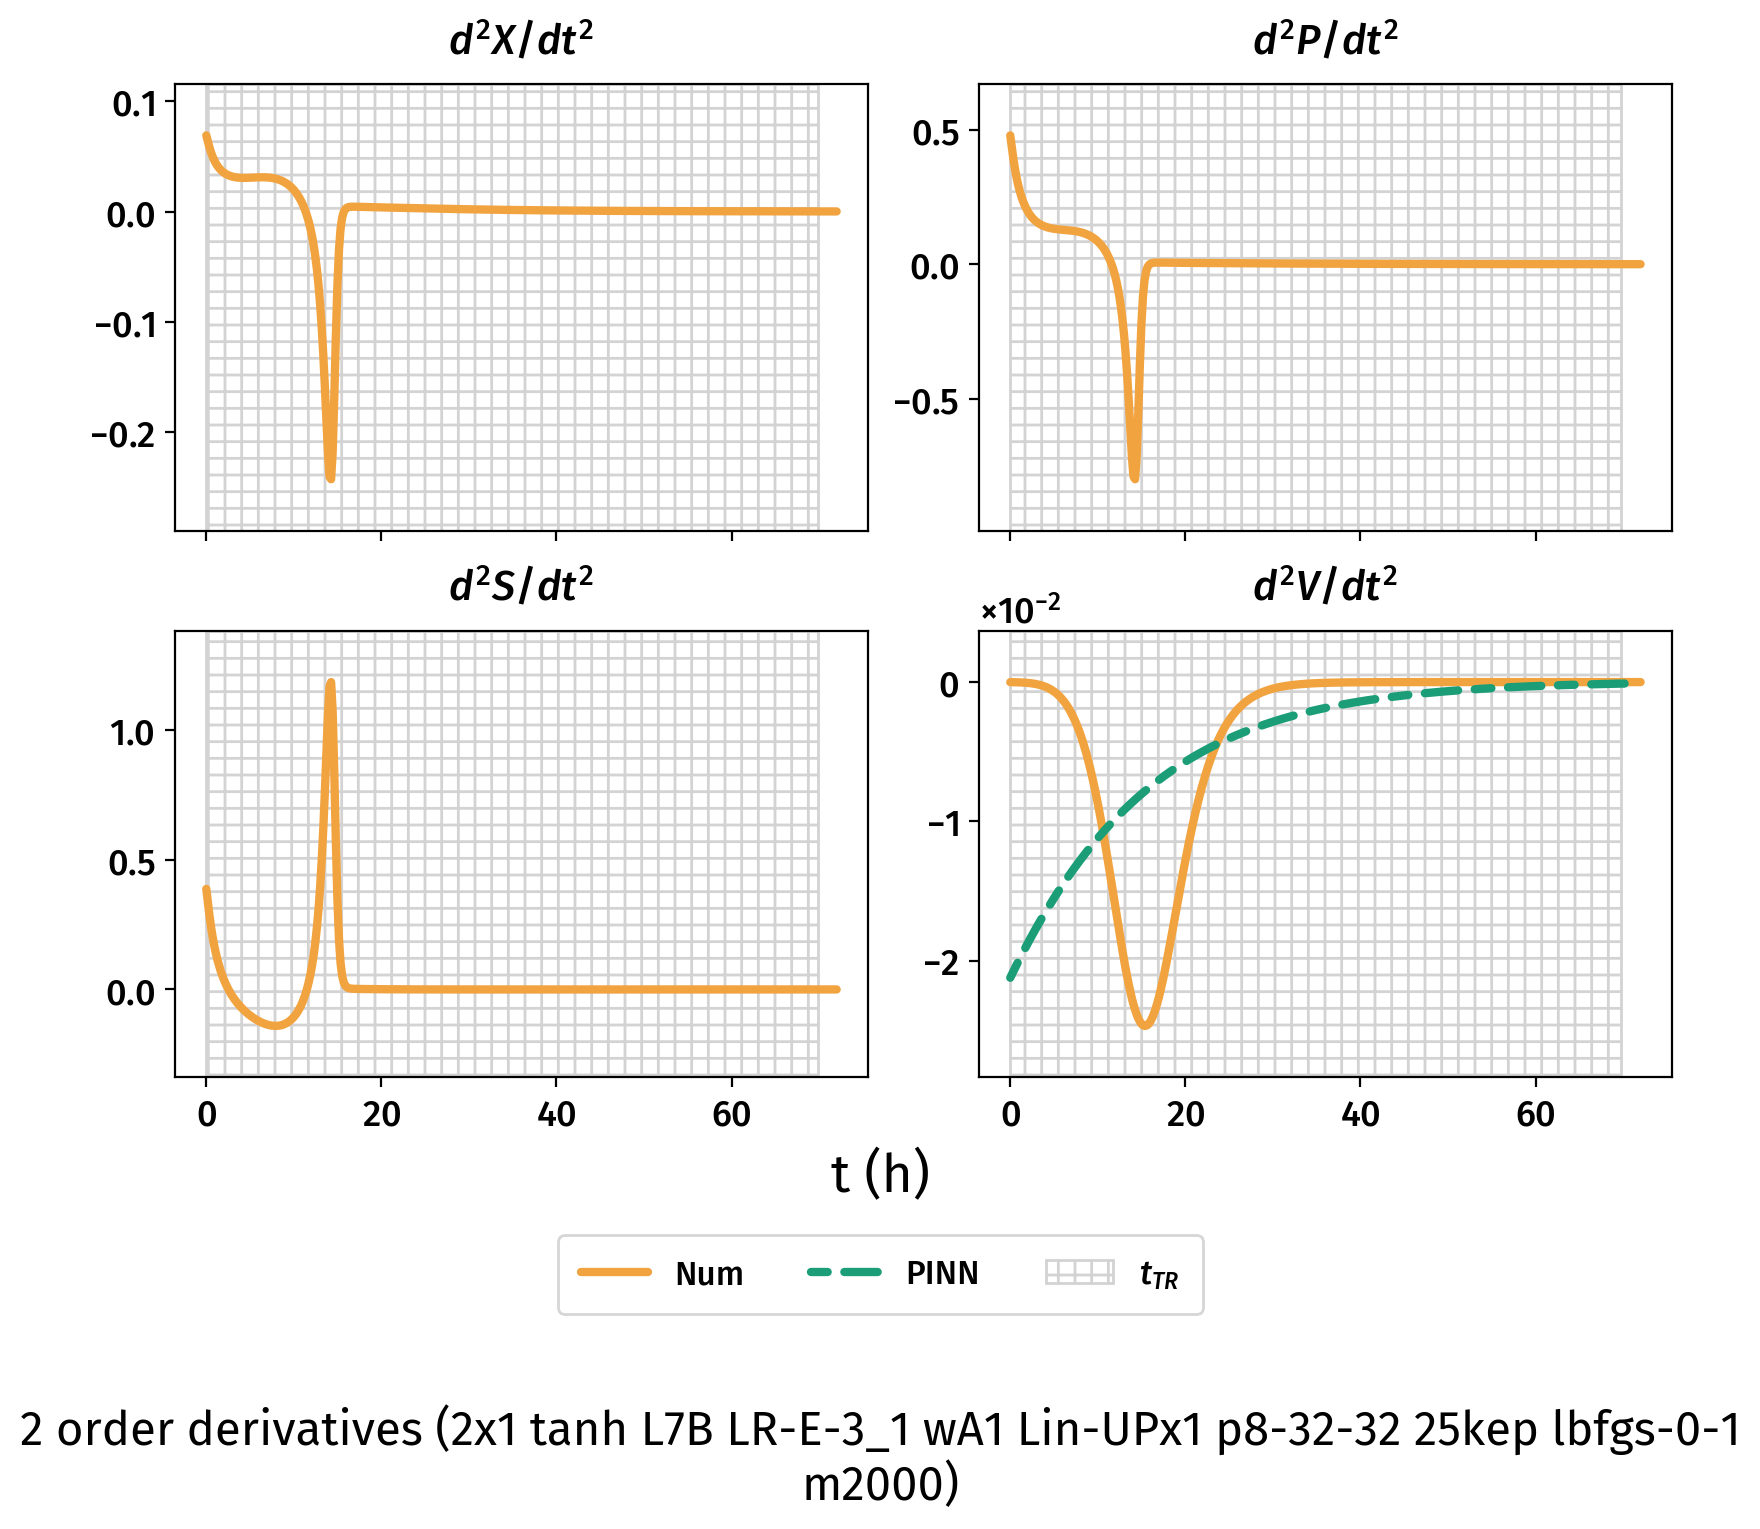 d²X/dt²
d²P/dt²
0.1
0.0
−0.1
−0.2
0.5
0.0
−0.5
d²S/dt²
d²V/dt²
×10⁻²
1.0
0.5
0.0
0
−1
−2
0 20 40 60
0 20 40 60
t (h)
Num PINN t_TR
2 order derivatives (2x1 tanh L7B LR-E-3_1 wA1 Lin-UPx1 p8-32-32 25kep lbfgs-0-1
m2000)